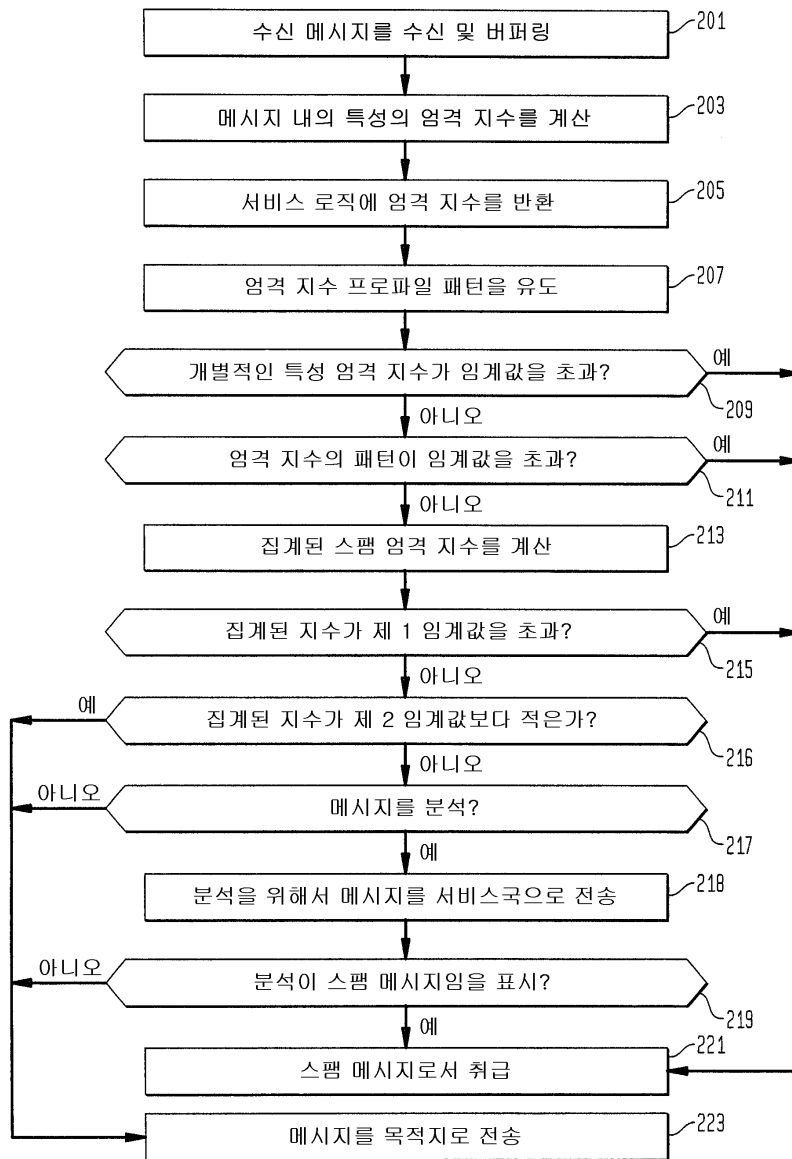 수신 메시지를 수신 및 버퍼링
201
메시지 내의 특성의 엄격 지수를 계산
203
서비스 로직에 엄격 지수를 반환
205
엄격 지수 프로파일 패턴을 유도
207
개별적인 특성 엄격 지수가 임계값을 초과?
예
209
아니오
엄격 지수의 패턴이 임계값을 초과?
예
211
아니오
집계된 스팸 엄격 지수를 계산
213
집계된 지수가 제 1 임계값을 초과?
예
215
아니오
예
집계된 지수가 제 2 임계값보다 적은가?
216
아니오
아니오
메시지를 분석?
217
예
분석을 위해서 메시지를 서비스국으로 전송
218
아니오
분석이 스팸 메시지임을 표시?
219
예
스팸 메시지로서 취급
221
메시지를 목적지로 전송
223